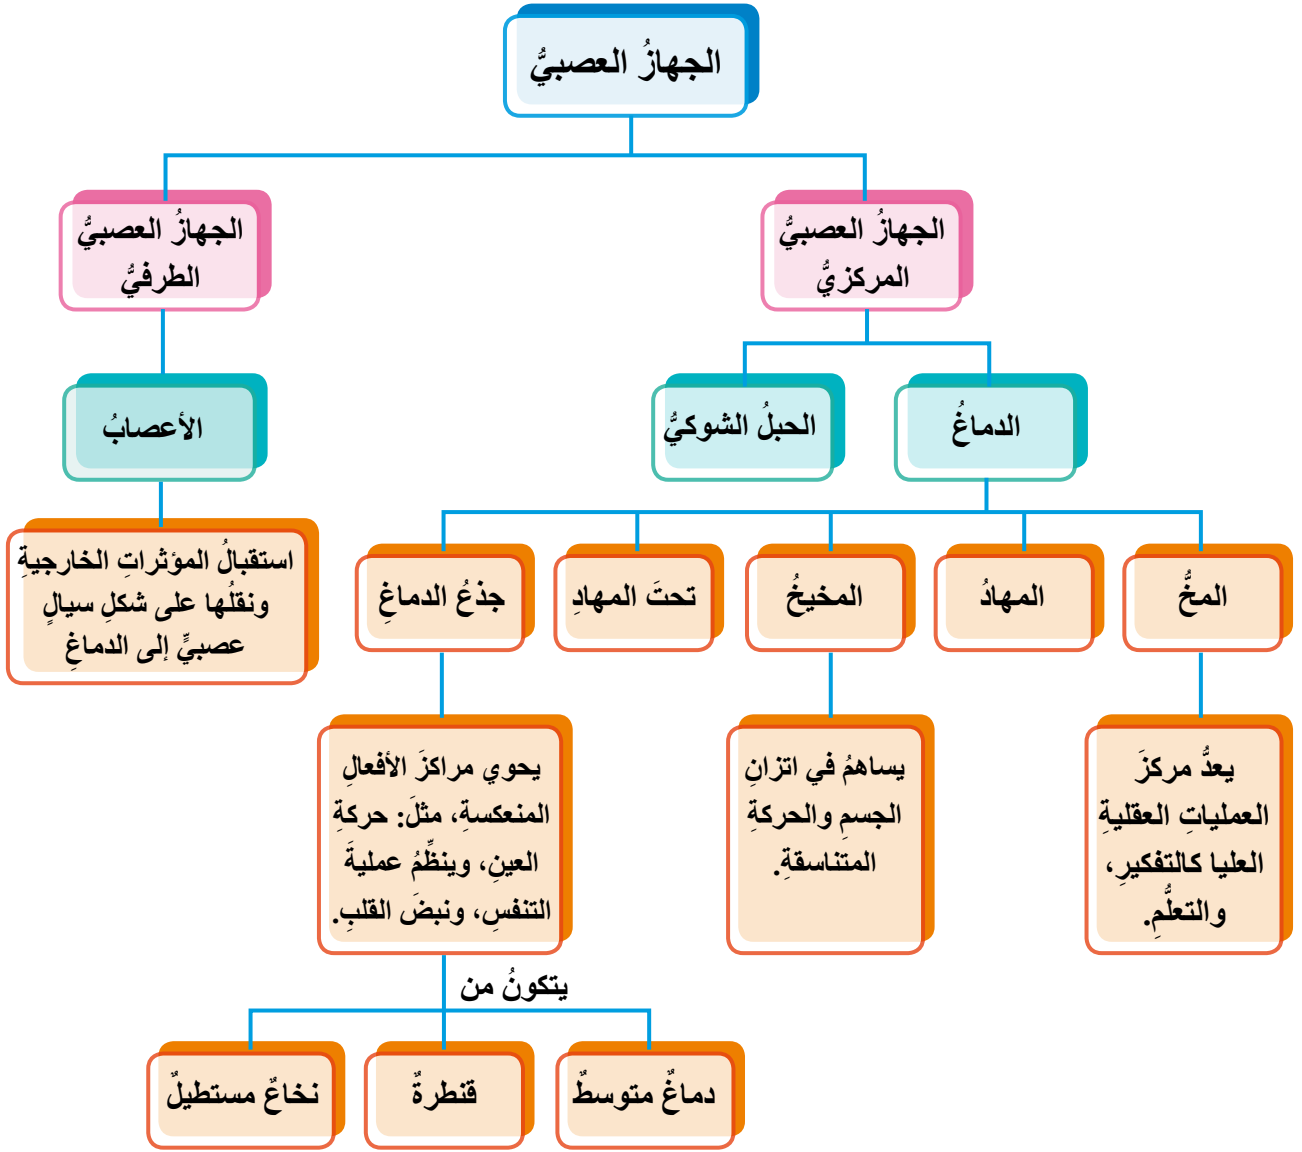 الجهازُ العصبيُّ
الجهازُ العصبيُّ
المركزيُّ
الجهازُ العصبيُّ
الطرفيُّ
الدماغُ
الحبلُ الشوكيُّ
الأعصابُ
المخُّ
المهادُ
المخيخُ
تحتَ المهادِ
جذعُ الدماغِ
استقبالُ المؤثراتِ الخارجيةِ
ونقلُها على شكلِ سيالٍ
عصبيٍّ إلى الدماغِ
يعدُّ مركزَ
العملياتِ العقليةِ
العليا كالتفكيرِ،
والتعلُّمِ.
يساهمُ في اتزانِ
الجسمِ والحركةِ
المتناسقةِ.
يحوي مراكزَ الأفعالِ
المنعكسةِ، مثلَ: حركةِ
العينِ، وينظِّمُ عمليةَ
التنفسِ، ونبضَ القلبِ.
يتكونُ من
دماغٌ متوسطٌ
قنطرةٌ
نخاعٌ مستطيلٌ